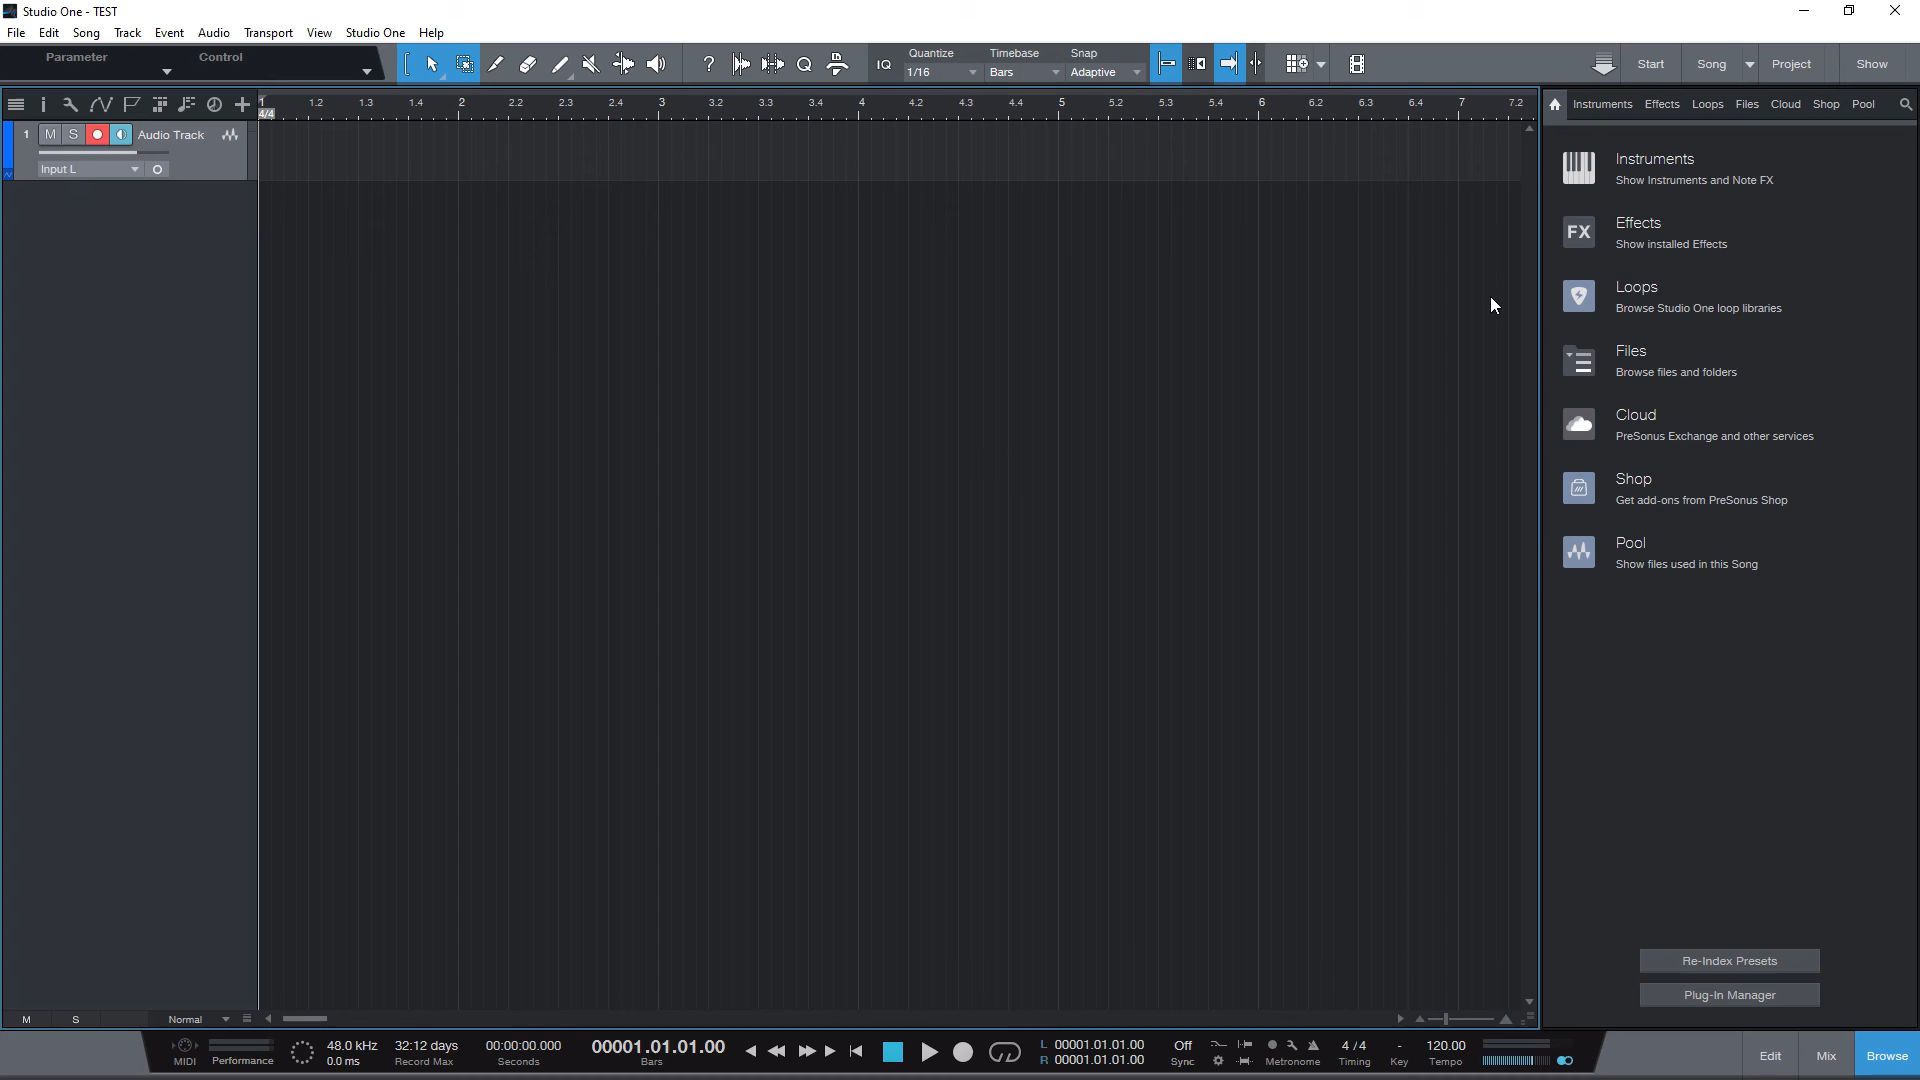 Studio One - TEST
File Edit Song Track Event Audio Transport View Studio One Help
Parameter Control
? IQ Quantize 1/16 Timebase Bars Snap Adaptive
Start Song Project Show
1 1.2 1.3 1.4 2 2.2 2.3 2.4 3 3.2 3.3 3.4 4 4.2 4.3 4.4 5 5.2 5.3 5.4 6 6.2 6.3 6.4 7 7.2
4/4
Instruments Effects Loops Files Cloud Shop Pool
1 M S Audio Track
Input L
Instruments
Show Instruments and Note FX
FX
Effects
Show installed Effects
Loops
Browse Studio One loop libraries
Files
Browse files and folders
Cloud
PreSonus Exchange and other services
Shop
Get add-ons from PreSonus Shop
Pool
Show files used in this Song
Re-Index Presets
Plug-In Manager
M S Normal
MIDI
Performance
48.0 kHz
0.0 ms
32:12 days
Record Max
00:00:00.000
Seconds
00001.01.01.00
Bars
L 00001.01.01.00
R 00001.01.01.00
Off
Sync
Metronome
4 / 4
Timing
-
Key
120.00
Tempo
Edit Mix Browse